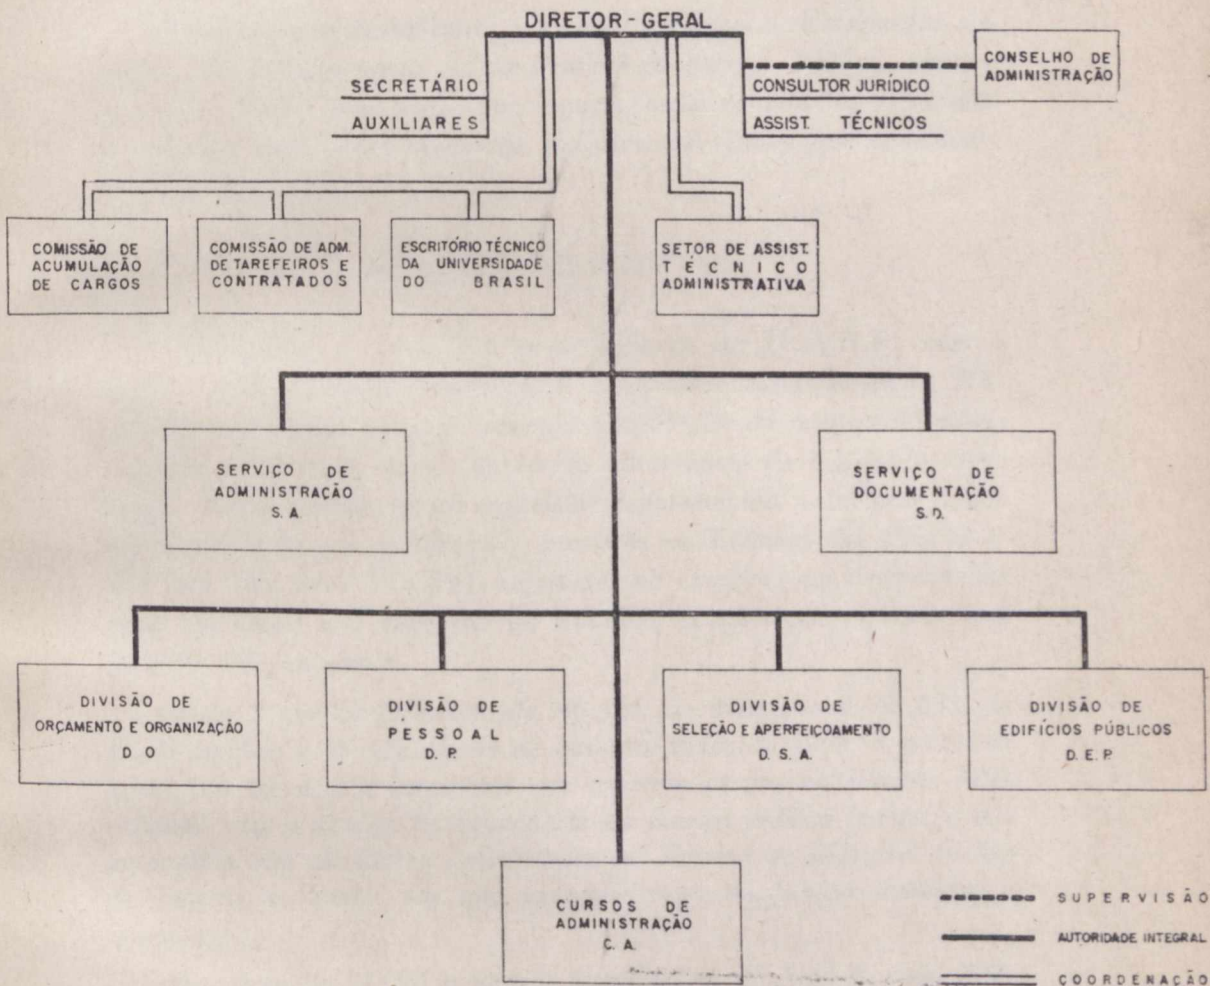 DIRETOR-GERAL
CONSELHO DE
ADMINISTRAÇÃO
SECRETÁRIO
AUXILIARES
CONSULTOR JURÍDICO
ASSIST. TÉCNICOS
COMISSÃO DE
ACUMULAÇÃO
DE CARGOS
COMISSÃO DE ADM.
DE TAREFEIROS E
CONTRATADOS
ESCRITÓRIO TÉCNICO
DA UNIVERSIDADE
DO BRASIL
SETOR DE ASSIST.
TÉCNICO
ADMINISTRATIVA
SERVIÇO DE
ADMINISTRAÇÃO
S. A.
SERVIÇO DE
DOCUMENTAÇÃO
S. D.
DIVISÃO DE
ORÇAMENTO E ORGANIZAÇÃO
D O
DIVISÃO DE
PESSOAL
D. P.
DIVISÃO DE
SELEÇÃO E APERFEIÇOAMENTO
D. S. A.
DIVISÃO DE
EDIFÍCIOS PÚBLICOS
D. E. P.
CURSOS DE
ADMINISTRAÇÃO
C. A.
SUPERVISÃO
AUTORIDADE INTEGRAL
COORDENAÇÃO